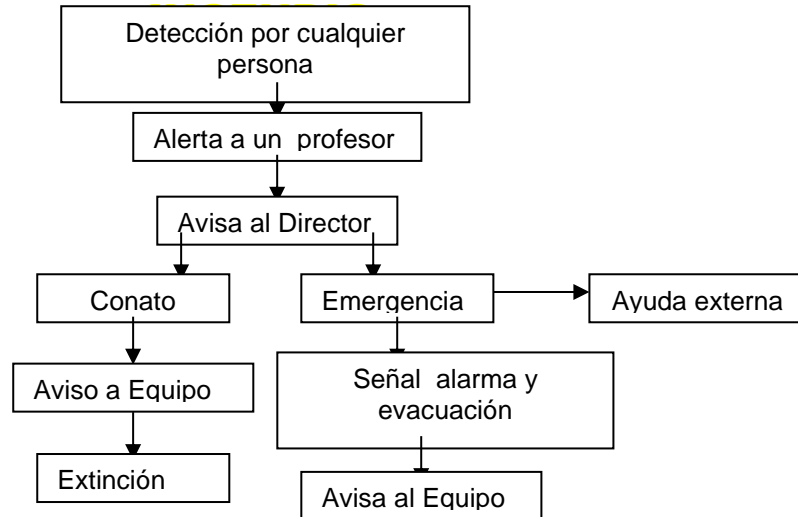 Detección por cualquier
persona
Alerta a un profesor
Avisa al Director
Conato
Emergencia
Ayuda externa
Aviso a Equipo
Señal alarma y
evacuación
Extinción
Avisa al Equipo